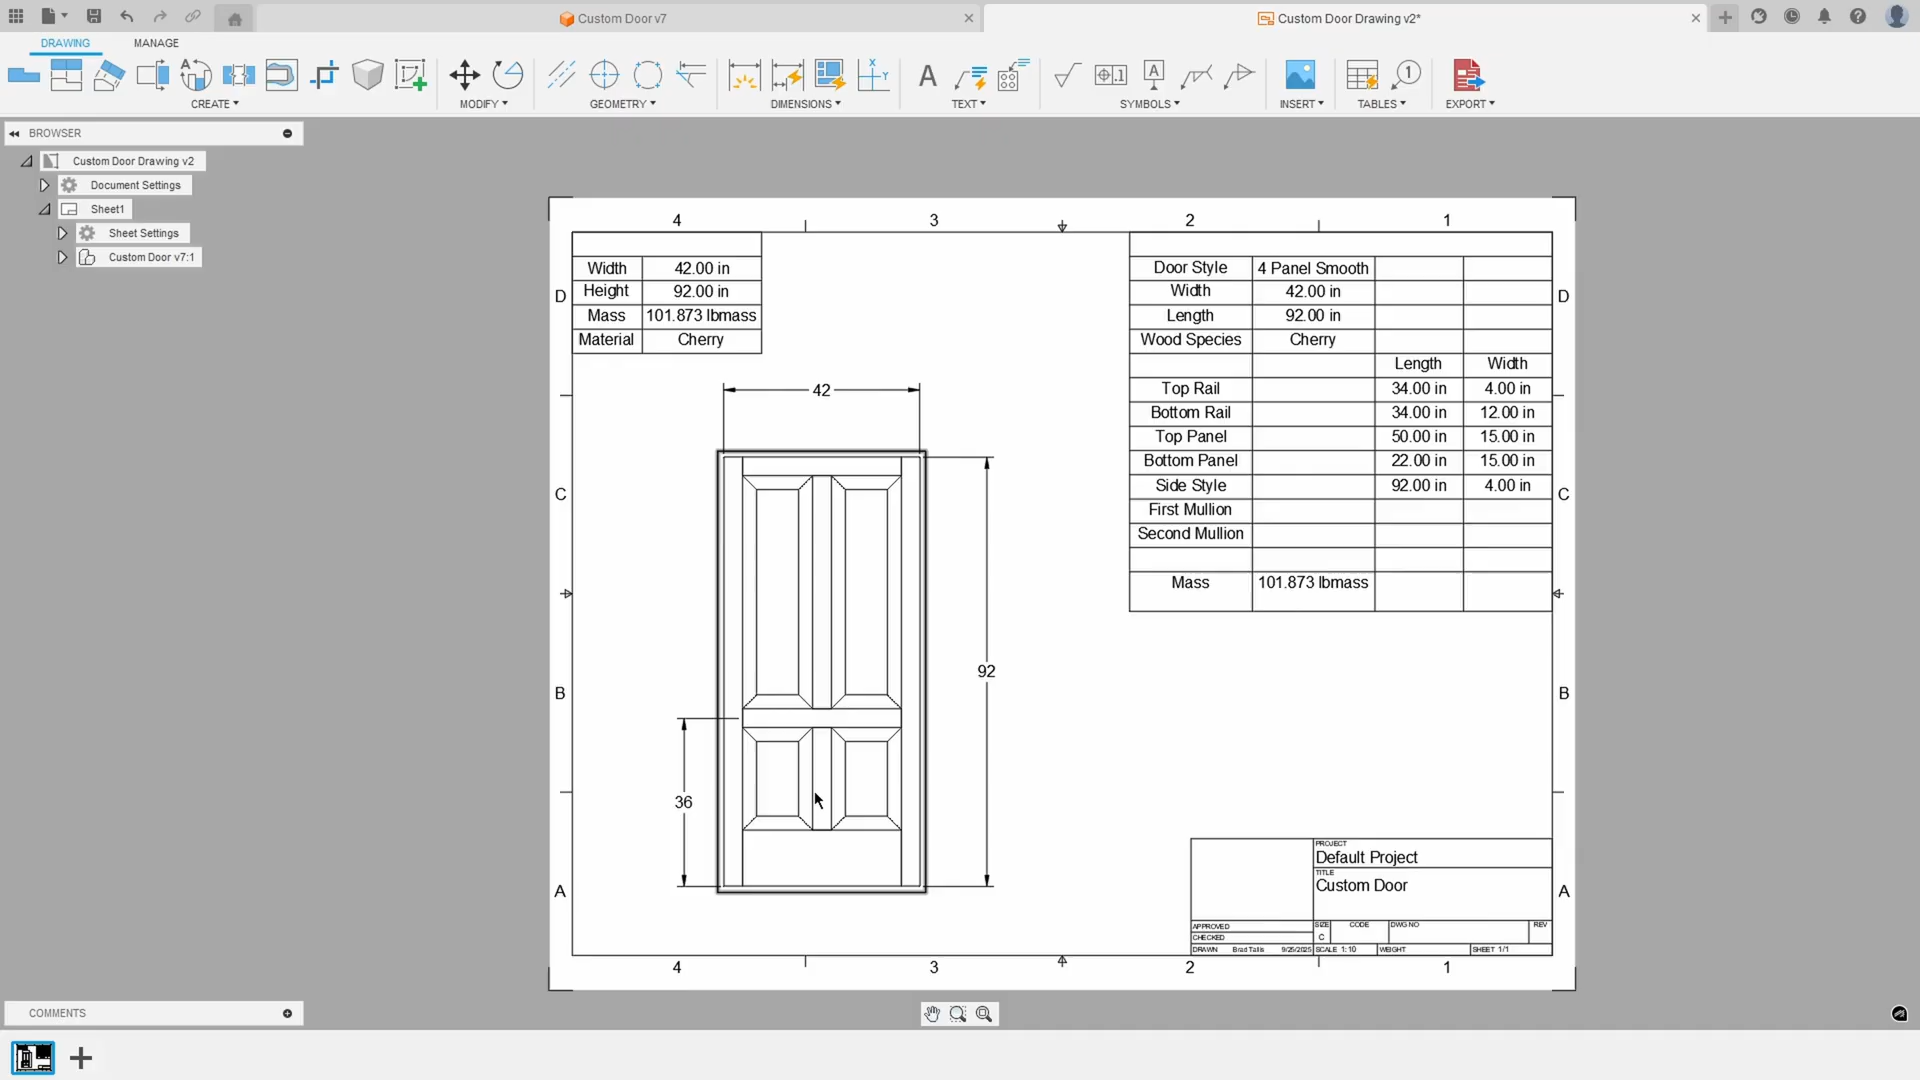 Custom Door v7
Custom Door Drawing v2*
DRAWING
MANAGE
CREATE
MODIFY
GEOMETRY
DIMENSIONS
TEXT
SYMBOLS
INSERT
TABLES
EXPORT
BROWSER
Custom Door Drawing v2
Document Settings
Sheet1
Sheet Settings
Custom Door v7:1
4 3 2 1
D D
C C
B B
A A
Width 42.00 in
Height 92.00 in
Mass 101.873 lbmass
Material Cherry
Door Style 4 Panel Smooth
Width 42.00 in
Length 92.00 in
Wood Species Cherry
Length Width
Top Rail 34.00 in 4.00 in
Bottom Rail 34.00 in 12.00 in
Top Panel 50.00 in 15.00 in
Bottom Panel 22.00 in 15.00 in
Side Style 92.00 in 4.00 in
First Mullion
Second Mullion
Mass 101.873 lbmass
42
92
36
PROJECT
Default Project
TITLE
Custom Door
APPROVED
CHECKED
DRAWN Brad Tallis 9/25/2025
SIZE CODE DWG NO REV
C
SCALE 1:10 WEIGHT SHEET 1/1
4 3 2 1
COMMENTS